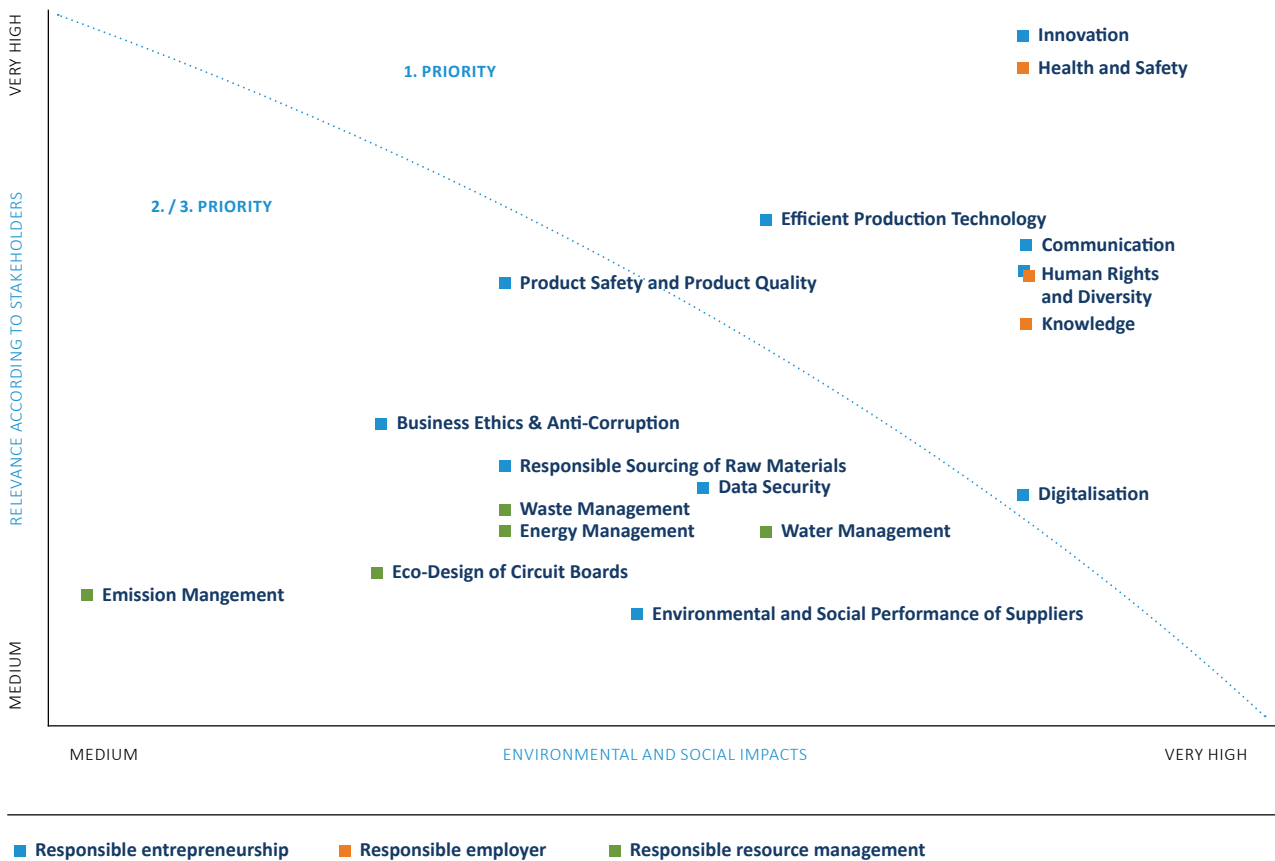 VERY HIGH
Innovation
1. PRIORITY
Health and Safety
2. / 3. PRIORITY
Efficient Production Technology
Communication
RELEVANCE ACCORDING TO STAKEHOLDERS
Product Safety and Product Quality
Human Rights
and Diversity
Knowledge
Business Ethics & Anti-Corruption
Responsible Sourcing of Raw Materials
Data Security
Digitalisation
Waste Management
Energy Management
Water Management
Eco-Design of Circuit Boards
Emission Mangement
Environmental and Social Performance of Suppliers
MEDIUM
MEDIUM
ENVIRONMENTAL AND SOCIAL IMPACTS
VERY HIGH
Responsible entrepreneurship
Responsible employer
Responsible resource management